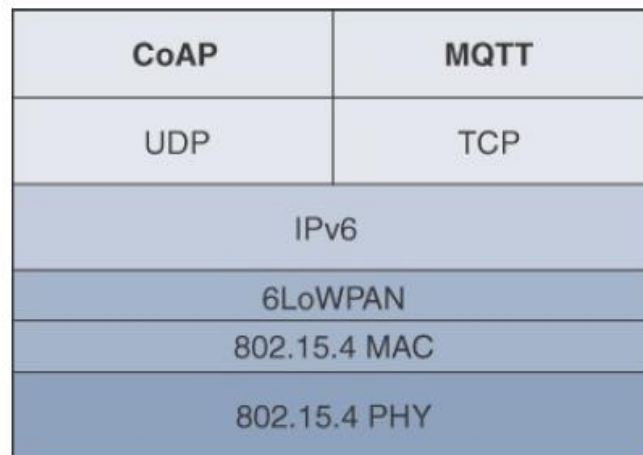 CoAP MQTT
UDP TCP
IPv6
6LoWPAN
802.15.4 MAC
802.15.4 PHY